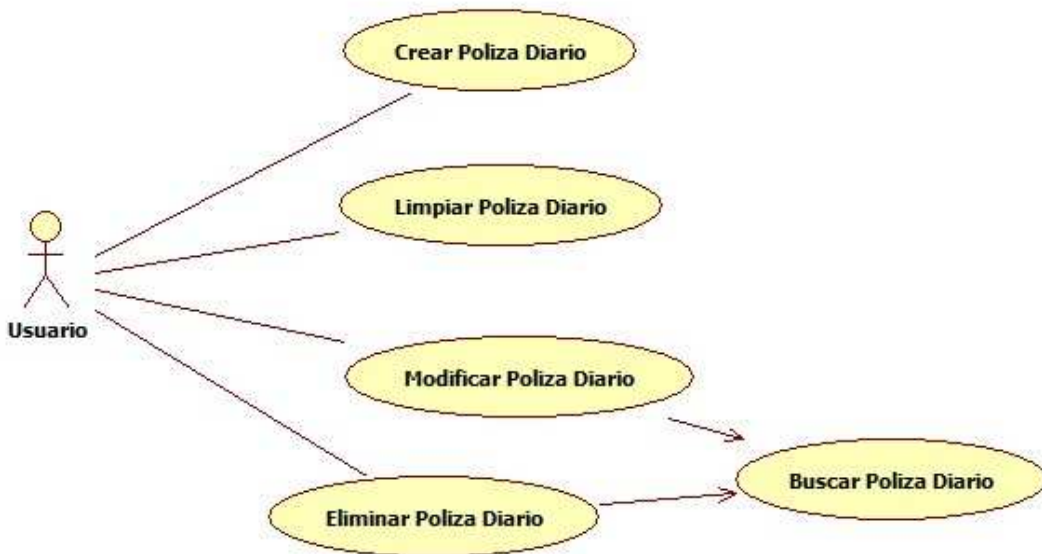 Crear Poliza Diario
Limpiar Poliza Diario
Usuario
Modificar Poliza Diario
Buscar Poliza Diario
Eliminar Poliza Diario